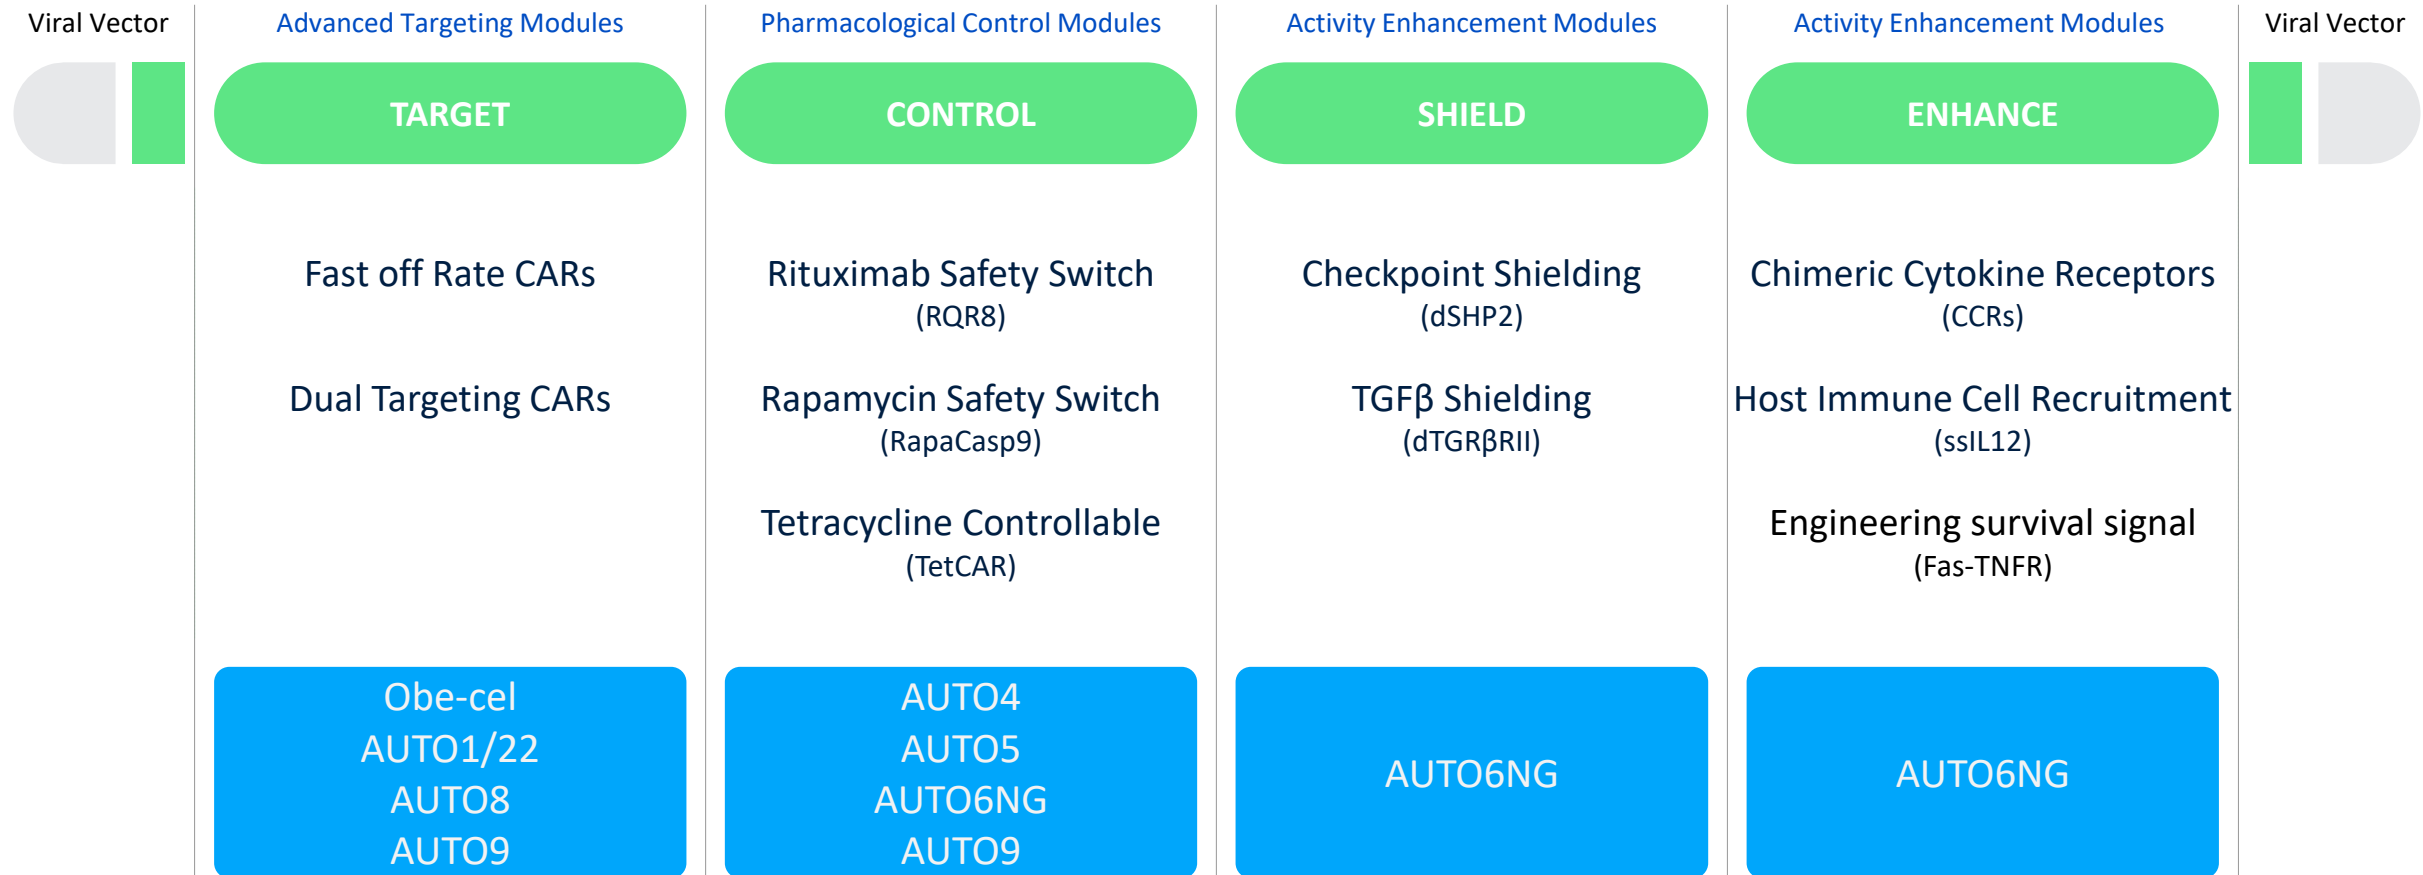 Viral Vector
Advanced Targeting Modules
Pharmacological Control Modules
Activity Enhancement Modules
Activity Enhancement Modules
Viral Vector
TARGET
CONTROL
SHIELD
ENHANCE
Fast off Rate CARs
Dual Targeting CARs
Rituximab Safety Switch
(RQR8)
Rapamycin Safety Switch
(RapaCasp9)
Tetracycline Controllable
(TetCAR)
Checkpoint Shielding
(dSHP2)
TGFβ Shielding
(dTGRβRII)
Chimeric Cytokine Receptors
(CCRs)
Host Immune Cell Recruitment
(ssIL12)
Engineering survival signal
(Fas-TNFR)
Obe-cel
AUTO1/22
AUTO8
AUTO9
AUTO4
AUTO5
AUTO6NG
AUTO9
AUTO6NG
AUTO6NG